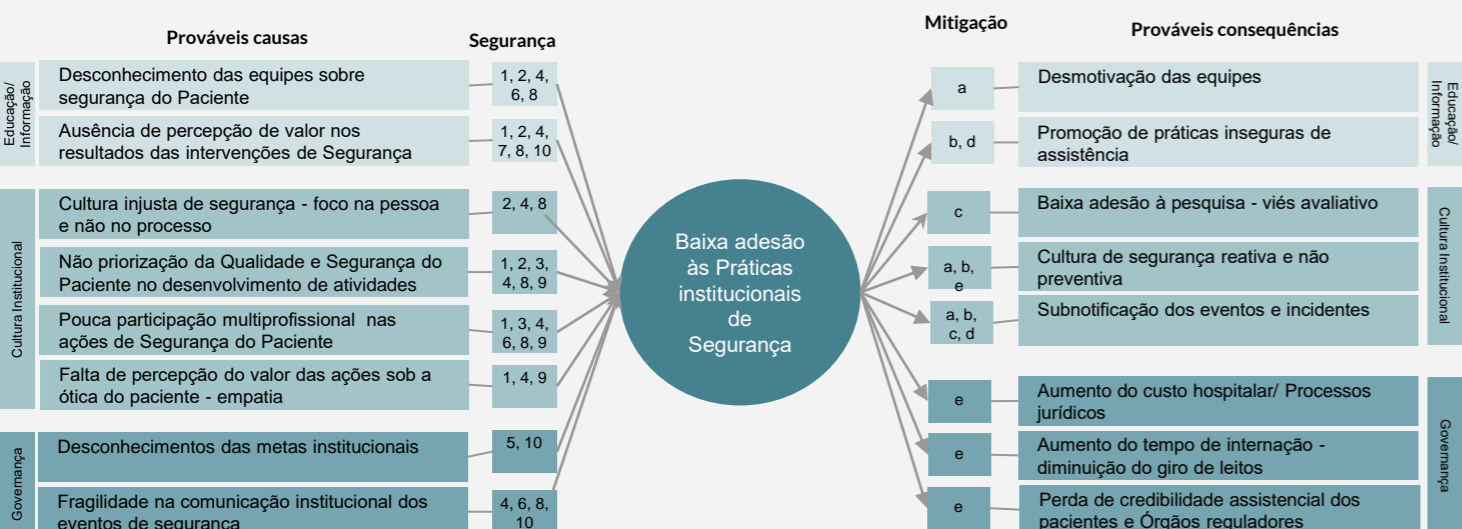 Prováveis causas
Segurança
Educação/
Informação
Desconhecimento das equipes sobre
segurança do Paciente
1, 2, 4,
6, 8
Ausência de percepção de valor nos
resultados das intervenções de Segurança
1, 2, 4,
7, 8, 10
Cultura Institucional
Cultura injusta de segurança - foco na pessoa
e não no processo
2, 4, 8
Não priorização da Qualidade e Segurança do
Paciente no desenvolvimento de atividades
1, 2, 3,
4, 8, 9
Pouca participação multiprofissional nas
ações de Segurança do Paciente
1, 3, 4,
6, 8, 9
Falta de percepção do valor das ações sob a
ótica do paciente - empatia
1, 4, 9
Governança
Desconhecimentos das metas institucionais
5, 10
Fragilidade na comunicação institucional dos
eventos de segurança
4, 6, 8,
10
Baixa adesão
às Práticas
institucionais
de
Segurança
Mitigação
Prováveis consequências
a
Desmotivação das equipes
Educação/
Informação
b, d
Promoção de práticas inseguras de
assistência
c
Baixa adesão à pesquisa - viés avaliativo
Cultura Institucional
a, b,
e
Cultura de segurança reativa e não
preventiva
a, b,
c, d
Subnotificação dos eventos e incidentes
e
Aumento do custo hospitalar/ Processos
jurídicos
Governança
e
Aumento do tempo de internação -
diminuição do giro de leitos
e
Perda de credibilidade assistencial dos
pacientes e Órgãos reguladores